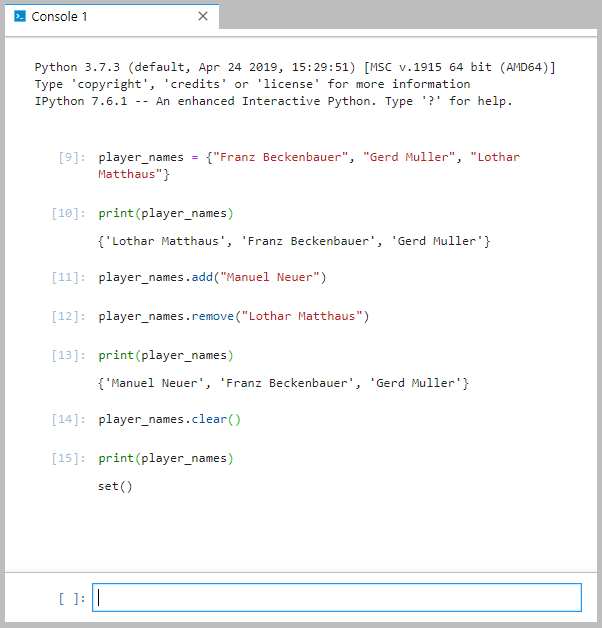 Console 1
Python 3.7.3 (default, Apr 24 2019, 15:29:51) [MSC v.1915 64 bit (AMD64)]
Type 'copyright', 'credits' or 'license' for more information
IPython 7.6.1 -- An enhanced Interactive Python. Type '?' for help.
[9]: player_names = {"Franz Beckenbauer", "Gerd Muller", "Lothar
Matthaus"}
[10]: print(player_names)
{'Lothar Matthaus', 'Franz Beckenbauer', 'Gerd Muller'}
[11]: player_names.add("Manuel Neuer")
[12]: player_names.remove("Lothar Matthaus")
[13]: print(player_names)
{'Manuel Neuer', 'Franz Beckenbauer', 'Gerd Muller'}
[14]: player_names.clear()
[15]: print(player_names)
set()
[ ]: